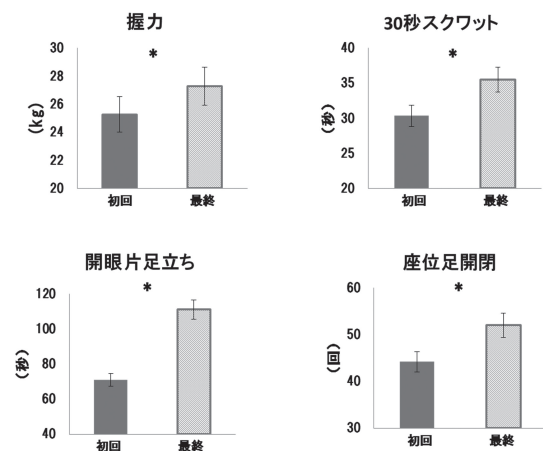 握力
*
30
28
26
24
22
20
(kg)
初回 最終
30秒スクワット
*
40
35
30
25
20
(秒)
初回 最終
開眼片足立ち
*
120
100
80
60
40
(秒)
初回 最終
座位足開閉
*
60
50
40
30
(回)
初回 最終